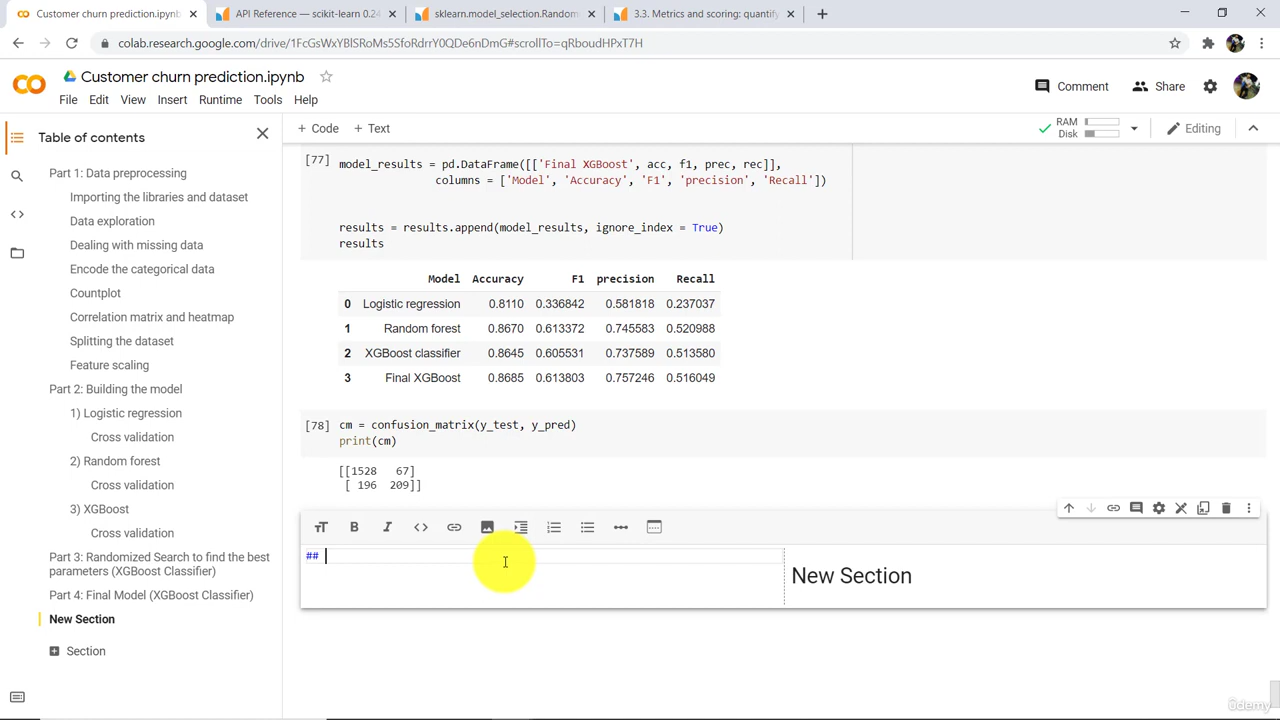 Customer churn prediction.ipynb
API Reference — scikit-learn 0.24
sklearn.model_selection.Random
3.3. Metrics and scoring: quantify
colab.research.google.com/drive/1FcGsWxYBlSRoMs5SfoRdrrY0QDe6nDmG#scrollTo=qRboudHPxT7H
CO
Customer churn prediction.ipynb
Comment
Share
File Edit View Insert Runtime Tools Help
Table of contents
+ Code + Text
RAM
Disk
Editing
Part 1: Data preprocessing
Importing the libraries and dataset
Data exploration
Dealing with missing data
Encode the categorical data
Countplot
Correlation matrix and heatmap
Splitting the dataset
Feature scaling
Part 2: Building the model
1) Logistic regression
Cross validation
2) Random forest
Cross validation
3) XGBoost
Cross validation
Part 3: Randomized Search to find the best
parameters (XGBoost Classifier)
Part 4: Final Model (XGBoost Classifier)
New Section
Section
[77] model_results = pd.DataFrame([['Final XGBoost', acc, f1, prec, rec]],
columns = ['Model', 'Accuracy', 'F1', 'precision', 'Recall'])
results = results.append(model_results, ignore_index = True)
results
Model Accuracy F1 precision Recall
0 Logistic regression 0.8110 0.336842 0.581818 0.237037
1 Random forest 0.8670 0.613372 0.745583 0.520988
2 XGBoost classifier 0.8645 0.605531 0.737589 0.513580
3 Final XGBoost 0.8685 0.613803 0.757246 0.516049
[78] cm = confusion_matrix(y_test, y_pred)
print(cm)
[[1528 67]
[ 196 209]]
##
New Section
ûdemy